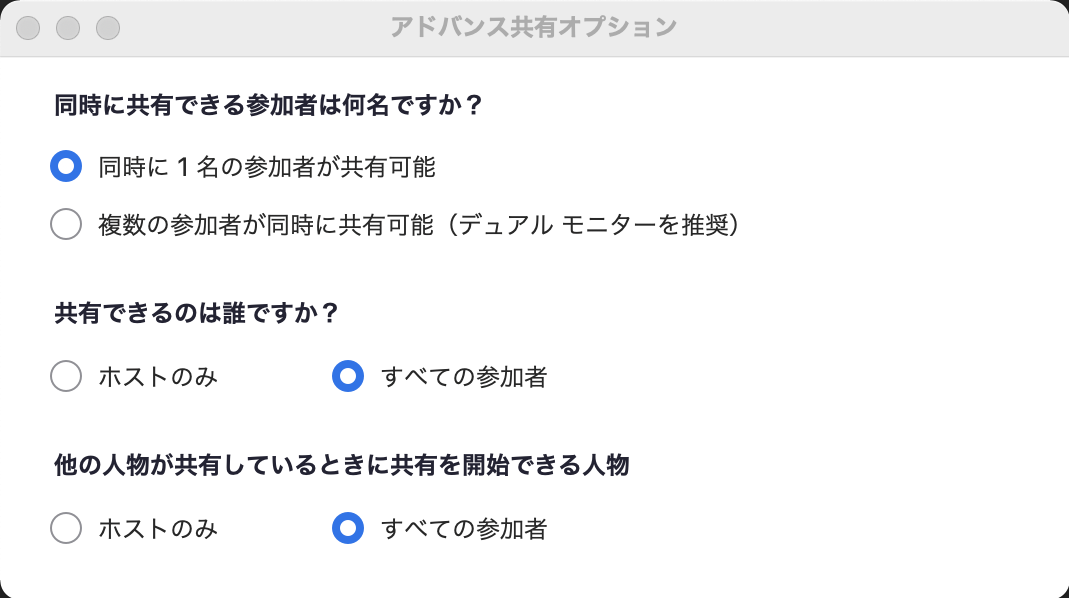 アドバンス共有オプション
同時に共有できる参加者は何名ですか？
同時に 1 名の参加者が共有可能
複数の参加者が同時に共有可能（デュアル モニターを推奨）
共有できるのは誰ですか？
ホストのみ すべての参加者
他の人物が共有しているときに共有を開始できる人物
ホストのみ すべての参加者